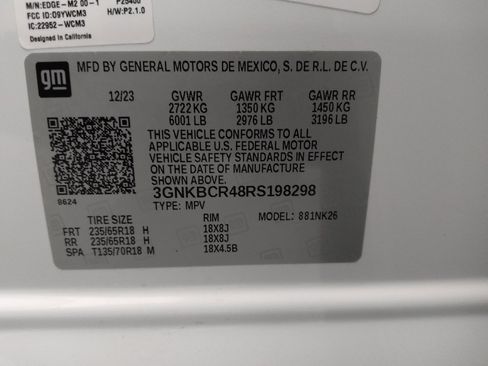 M/N:EDGE-M2 00-1 P25400
FCC ID:O9YWCM3 H/W:P2.1.0
IC:22952-WCM3
Designed in California
gm
MFD BY GENERAL MOTORS DE MEXICO, S. DE R.L. DE C.V.
12/23 GVWR GAWR FRT GAWR RR
2722 KG 1350 KG 1450 KG
6001 LB 2976 LB 3196 LB
THIS VEHICLE CONFORMS TO ALL
APPLICABLE U.S. FEDERAL MOTOR
VEHICLE SAFETY STANDARDS IN EFFECT
ON THE DATE OF MANUFACTURE
SHOWN ABOVE.
3GNKBCR48RS198298
8624 TYPE: MPV MODEL: 881NK26
TIRE SIZE RIM
FRT 235/65R18 H 18X8J
RR 235/65R18 H 18X8J
SPA T135/70R18 M 18X4.5B